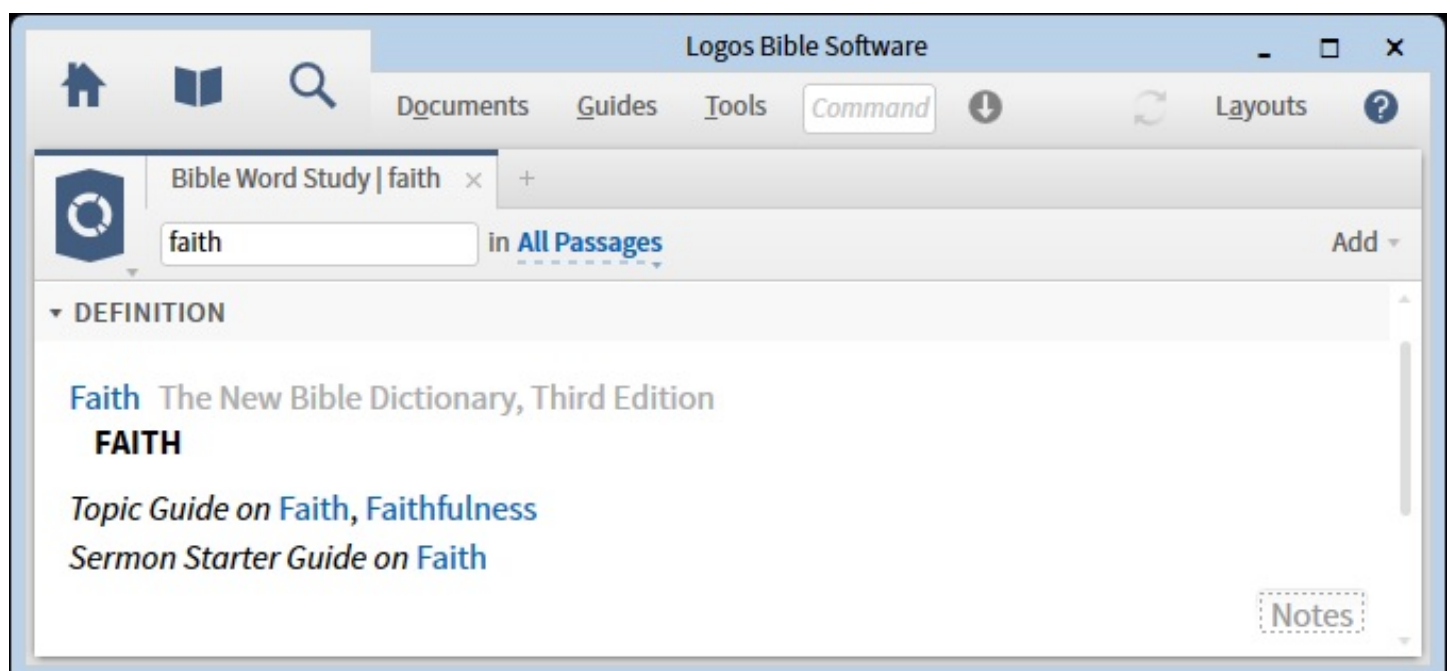 Logos Bible Software
Documents Guides Tools Command Layouts ?
Bible Word Study | faith × +
faith in All Passages Add
DEFINITION
Faith The New Bible Dictionary, Third Edition
FAITH
Topic Guide on Faith, Faithfulness
Sermon Starter Guide on Faith
Notes